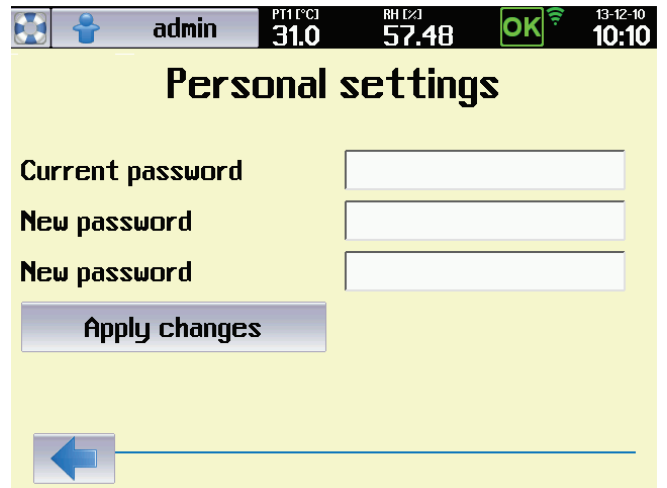 admin PT1 [°C] RH [%] OK 13-12-10
31.0 57.48 10:10
Personal settings
Current password
New password
New password
Apply changes